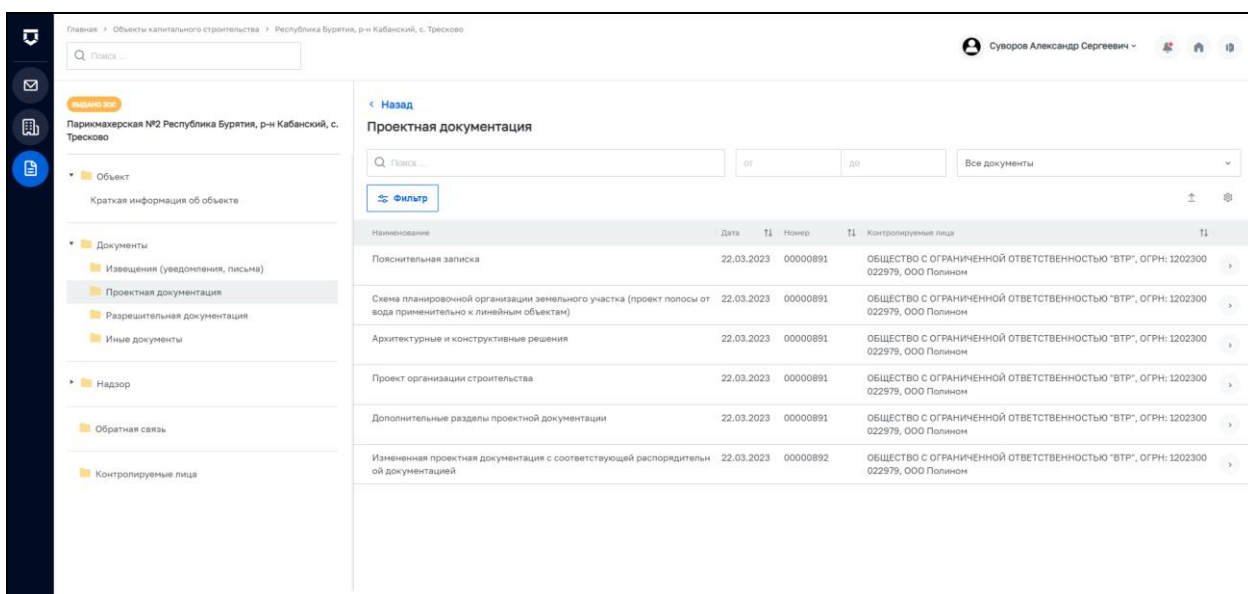 Главная > Объекты капитального строительства > Республика Бурятия, р-н Кабанский, с. Тресково
Поиск ...
Суворов Александр Сергеевич
ВЫДАНО ЗОС
Парикмахерская №2 Республика Бурятия, р-н Кабанский, с.
Тресково
Объект
Краткая информация об объекте
Документы
Извещения (уведомления, письма)
Проектная документация
Разрешительная документация
Иные документы
Надзор
Обратная связь
Контролируемые лица
< Назад
Проектная документация
Поиск ...
от
до
Все документы
Фильтр
Наименование Дата Номер Контролируемые лица
Пояснительная записка 22.03.2023 00000891 ОБЩЕСТВО С ОГРАНИЧЕННОЙ ОТВЕТСТВЕННОСТЬЮ "ВТР", ОГРН: 1202300
022979, ООО Полином
Схема планировочной организации земельного участка (проект полосы от 22.03.2023 00000891 ОБЩЕСТВО С ОГРАНИЧЕННОЙ ОТВЕТСТВЕННОСТЬЮ "ВТР", ОГРН: 1202300
вода применительно к линейным объектам) 022979, ООО Полином
Архитектурные и конструктивные решения 22.03.2023 00000891 ОБЩЕСТВО С ОГРАНИЧЕННОЙ ОТВЕТСТВЕННОСТЬЮ "ВТР", ОГРН: 1202300
022979, ООО Полином
Проект организации строительства 22.03.2023 00000891 ОБЩЕСТВО С ОГРАНИЧЕННОЙ ОТВЕТСТВЕННОСТЬЮ "ВТР", ОГРН: 1202300
022979, ООО Полином
Дополнительные разделы проектной документации 22.03.2023 00000891 ОБЩЕСТВО С ОГРАНИЧЕННОЙ ОТВЕТСТВЕННОСТЬЮ "ВТР", ОГРН: 1202300
022979, ООО Полином
Измененная проектная документация с соответствующей распорядительн 22.03.2023 00000892 ОБЩЕСТВО С ОГРАНИЧЕННОЙ ОТВЕТСТВЕННОСТЬЮ "ВТР", ОГРН: 1202300
ой документацией 022979, ООО Полином